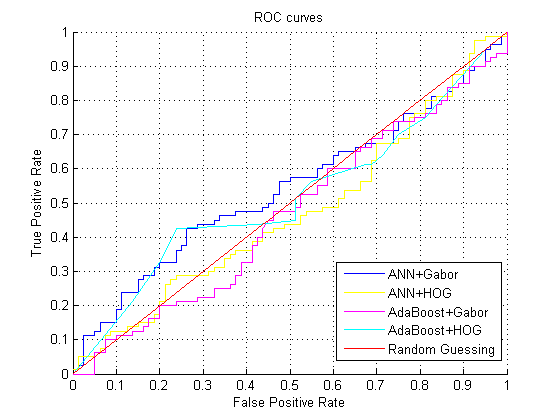 ROC curves
True Positive Rate
1
0.9
0.8
0.7
0.6
0.5
0.4
0.3
0.2
0.1
0
ANN+Gabor
ANN+HOG
AdaBoost+Gabor
AdaBoost+HOG
Random Guessing
0 0.1 0.2 0.3 0.4 0.5 0.6 0.7 0.8 0.9 1
False Positive Rate